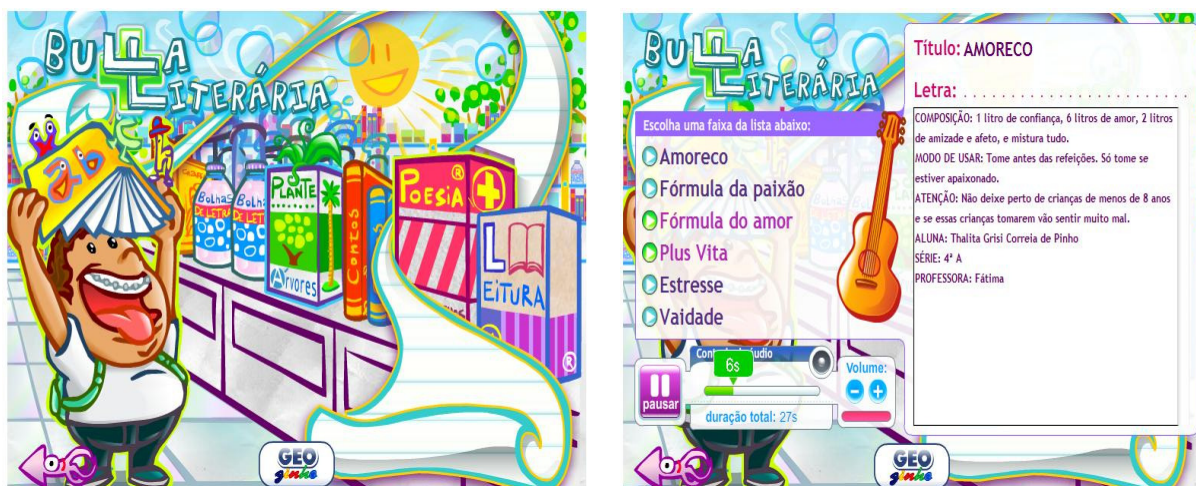 BULLA
LITERÁRIA
2b
BOLHAS
DE LETRA
PLANTE
Árvores
CONTOS
POESIA ®
LEITURA
®
GEO
ginho
BULLA
LITERÁRIA
Escolha uma faixa da lista abaixo:
Amoreco
Fórmula da paixão
Fórmula do amor
Plus Vita
Estresse
Vaidade
6s
pausar
duração total: 27s
Volume:
- +
GEO
ginho
Título: AMORECO
Letra: . . . . . . . . . . . . . . . . . . . . . . . .
COMPOSIÇÃO: 1 litro de confiança, 6 litros de amor, 2 litros
de amizade e afeto, e mistura tudo.
MODO DE USAR: Tome antes das refeições. Só tome se
estiver apaixonado.
ATENÇÃO: Não deixe perto de crianças de menos de 8 anos
e se essas crianças tomarem vão sentir muito mal.
ALUNA: Thalita Grisi Correia de Pinho
SÉRIE: 4ª A
PROFESSORA: Fátima